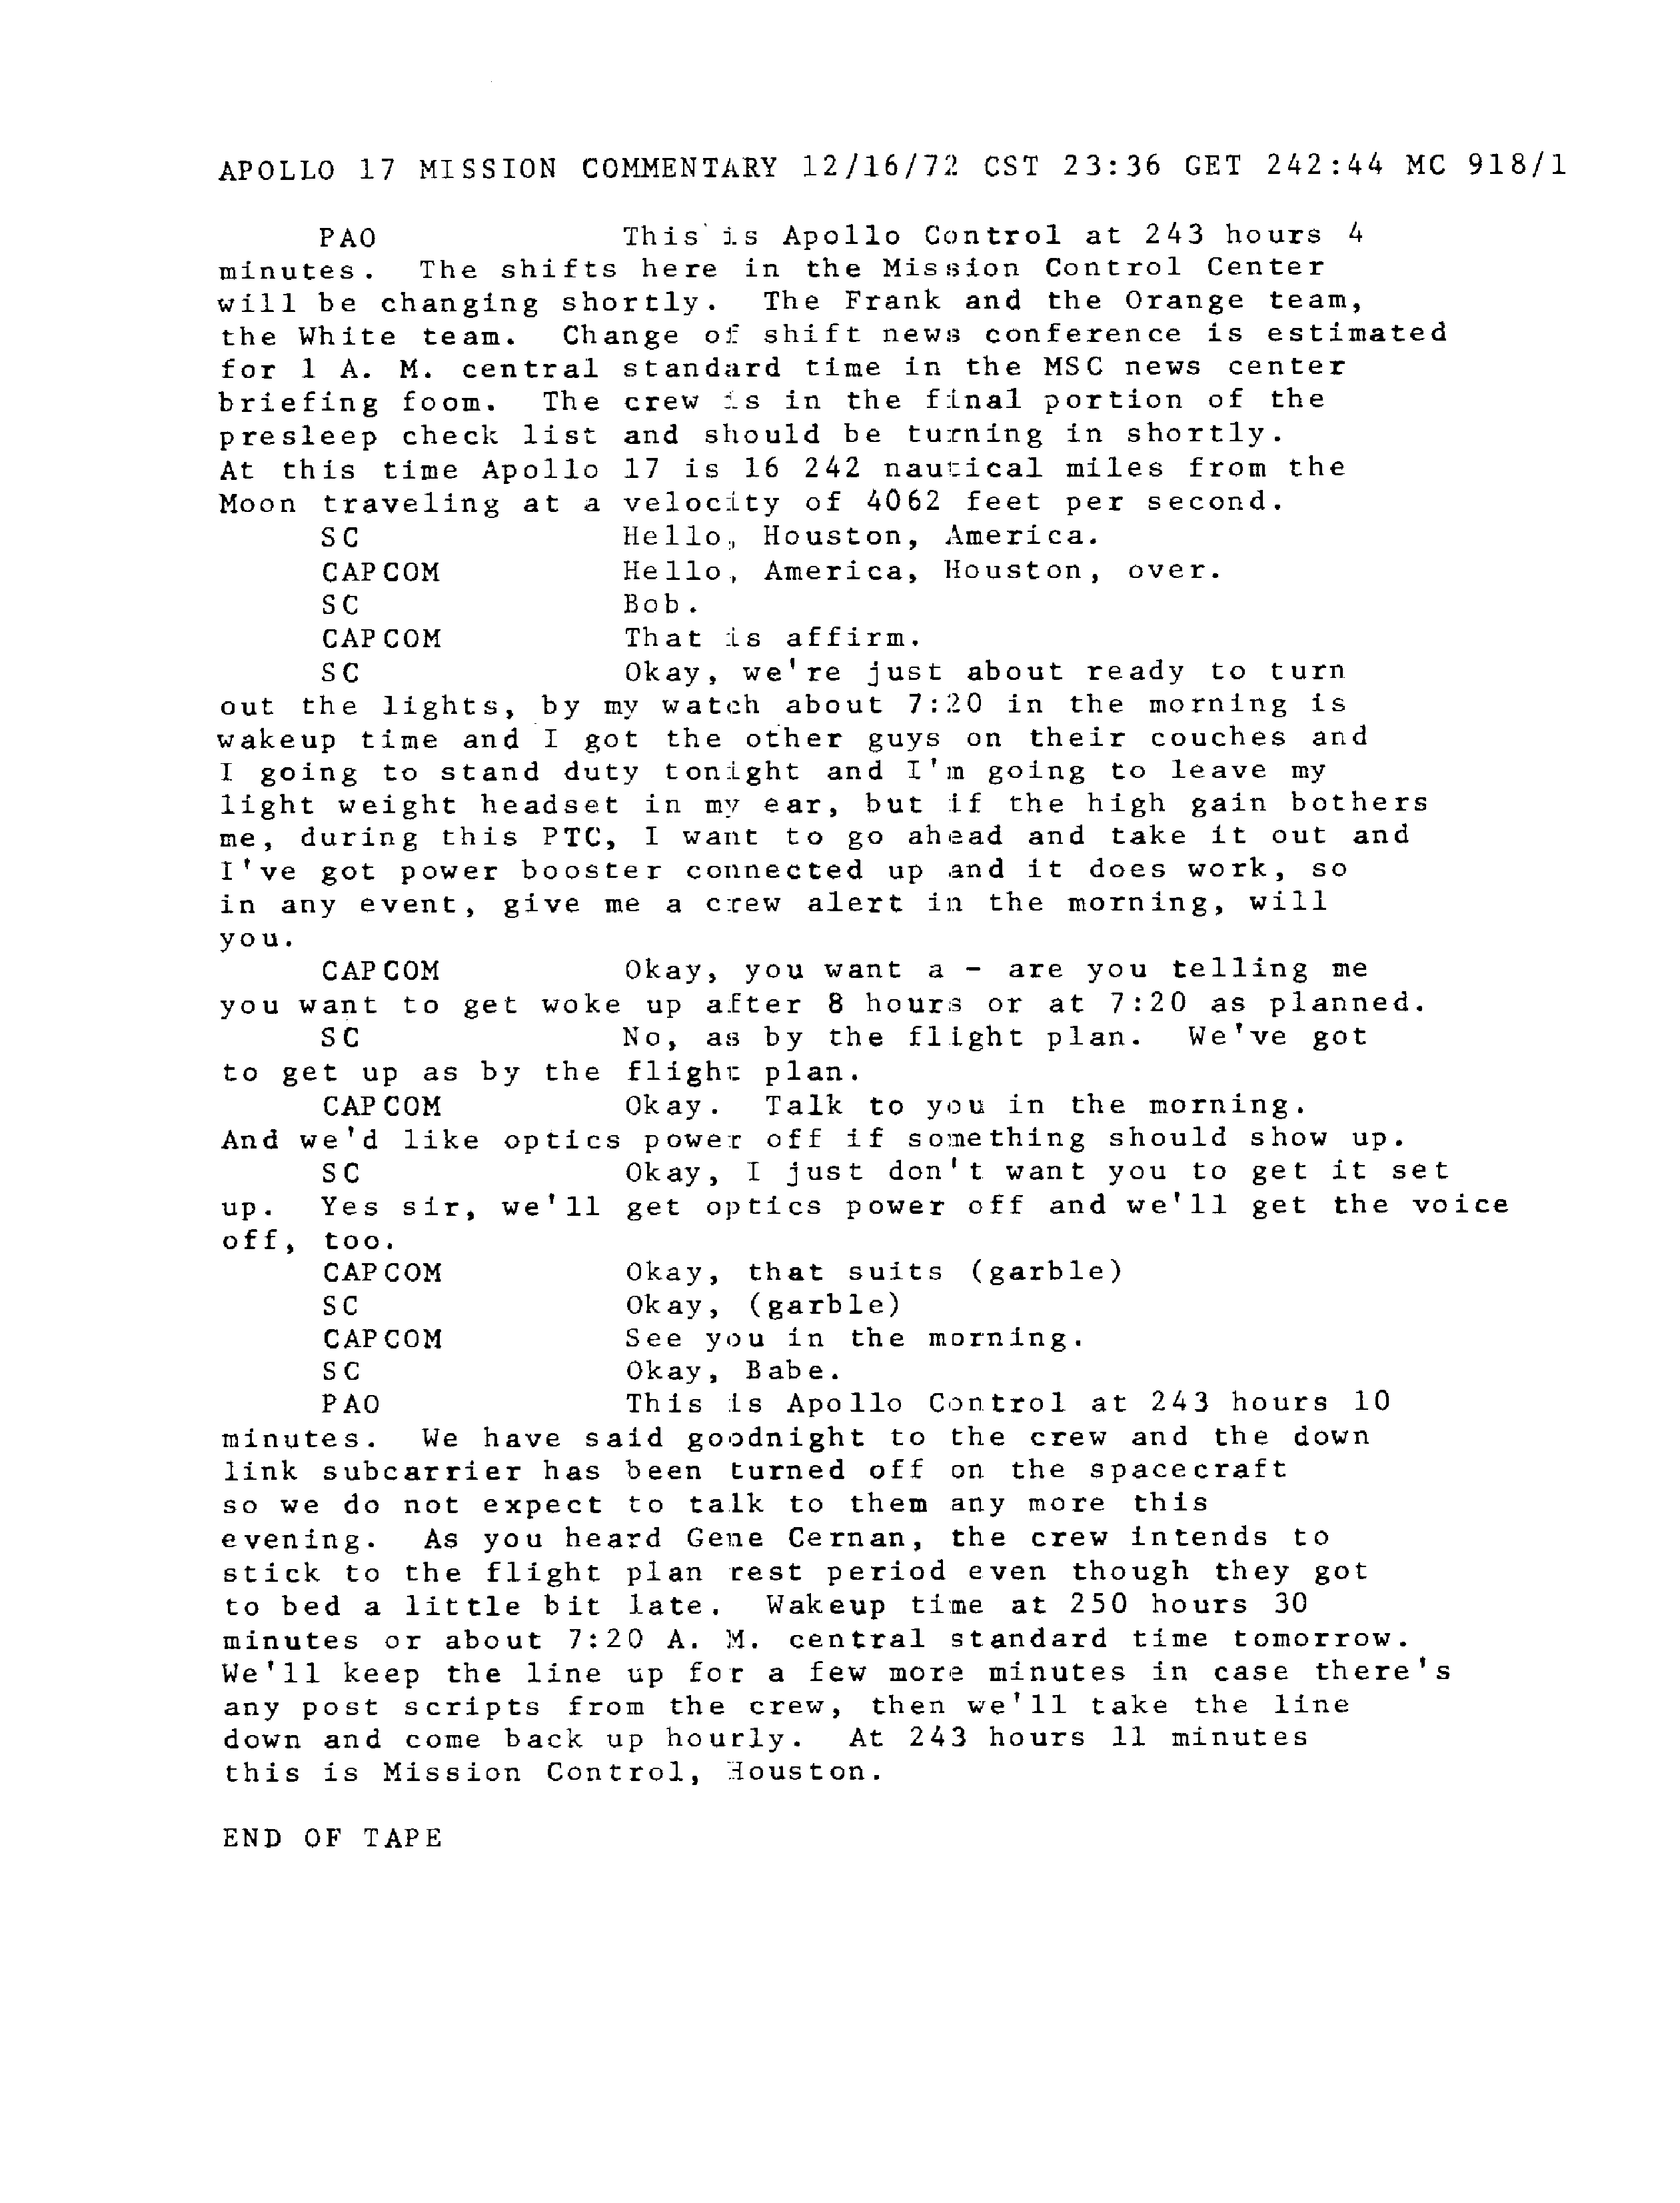 APOLLO 17 MISSION COMMENTARY 12/16/72 CST 23:36 GET 242:44 MC 918/1
PAO This is Apollo Control at 243 hours 4
minutes. The shifts here in the Mission Control Center
will be changing shortly. The Frank and the Orange team,
the White team. Change of shift news conference is estimated
for 1 A. M. central standard time in the MSC news center
briefing foom. The crew is in the final portion of the
presleep check list and should be turning in shortly.
At this time Apollo 17 is 16 242 nautical miles from the
Moon traveling at a velocity of 4062 feet per second.
SC Hello, Houston, America.
CAPCOM Hello, America, Houston, over.
SC Bob.
CAPCOM That is affirm.
SC Okay, we're just about ready to turn
out the lights, by my watch about 7:20 in the morning is
wakeup time and I got the other guys on their couches and
I going to stand duty tonight and I'm going to leave my
light weight headset in my ear, but if the high gain bothers
me, during this PTC, I want to go ahead and take it out and
I've got power booster connected up and it does work, so
in any event, give me a crew alert in the morning, will
you.
CAPCOM Okay, you want a - are you telling me
you want to get woke up after 8 hours or at 7:20 as planned.
SC No, as by the flight plan. We've got
to get up as by the flight plan.
CAPCOM Okay. Talk to you in the morning.
And we'd like optics power off if something should show up.
SC Okay, I just don't want you to get it set
up. Yes sir, we'll get optics power off and we'll get the voice
off, too.
CAPCOM Okay, that suits (garble)
SC Okay, (garble)
CAPCOM See you in the morning.
SC Okay, Babe.
PAO This is Apollo Control at 243 hours 10
minutes. We have said goodnight to the crew and the down
link subcarrier has been turned off on the spacecraft
so we do not expect to talk to them any more this
evening. As you heard Gene Cernan, the crew intends to
stick to the flight plan rest period even though they got
to bed a little bit late. Wakeup time at 250 hours 30
minutes or about 7:20 A. M. central standard time tomorrow.
We'll keep the line up for a few more minutes in case there's
any post scripts from the crew, then we'll take the line
down and come back up hourly. At 243 hours 11 minutes
this is Mission Control, Houston.
END OF TAPE